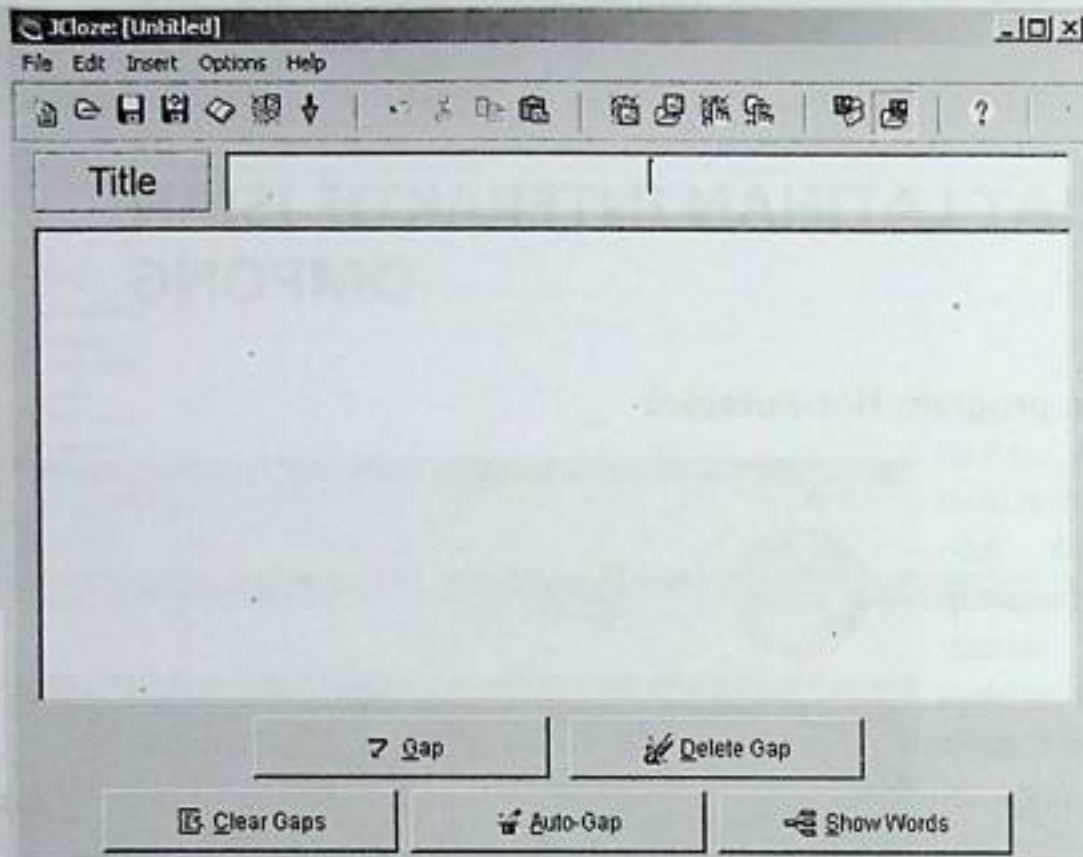 JCloze: [Untitled]
File Edit Insert Options Help
Title
Gap Delete Gap
Clear Gaps Auto-Gap Show Words